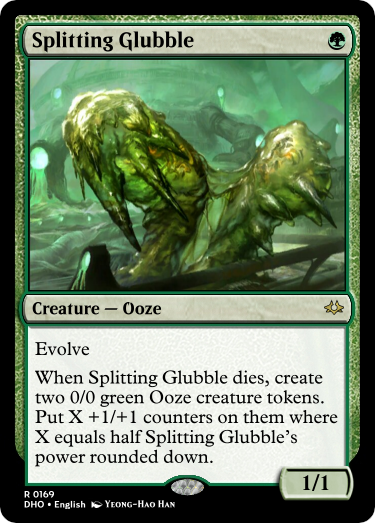 Splitting Glubble
Creature — Ooze
Evolve
When Splitting Glubble dies, create
two 0/0 green Ooze creature tokens.
Put X +1/+1 counters on them where
X equals half Splitting Glubble's
power rounded down.
1/1
R 0169
DHO • English Yeong-Hao Han